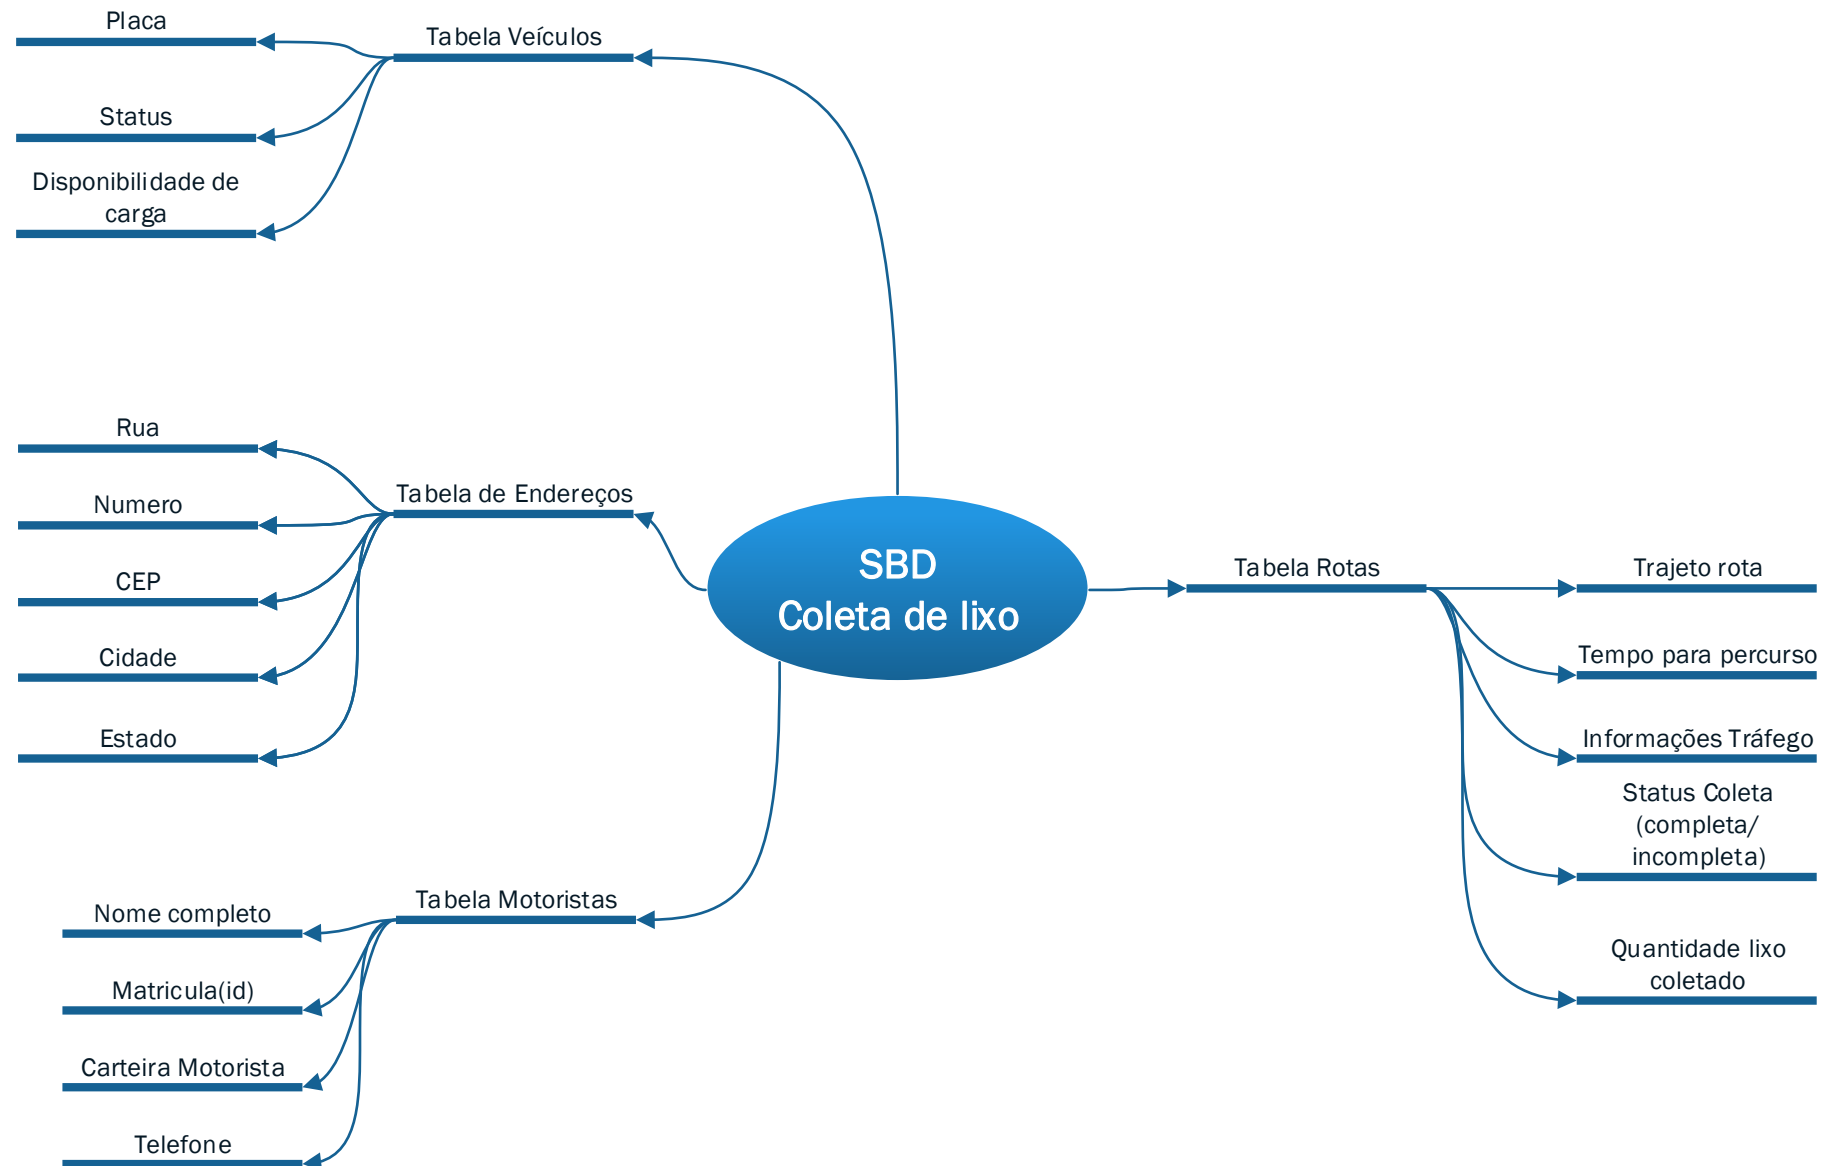 Placa
Tabela Veículos
Status
Disponibilidade de
carga
Rua
Numero
Tabela de Endereços
CEP
Cidade
Estado
SBD
Coleta de lixo
Tabela Rotas
Trajeto rota
Tempo para percurso
Informações Tráfego
Status Coleta
(completa/
incompleta)
Quantidade lixo
coletado
Tabela Motoristas
Nome completo
Matricula(id)
Carteira Motorista
Telefone